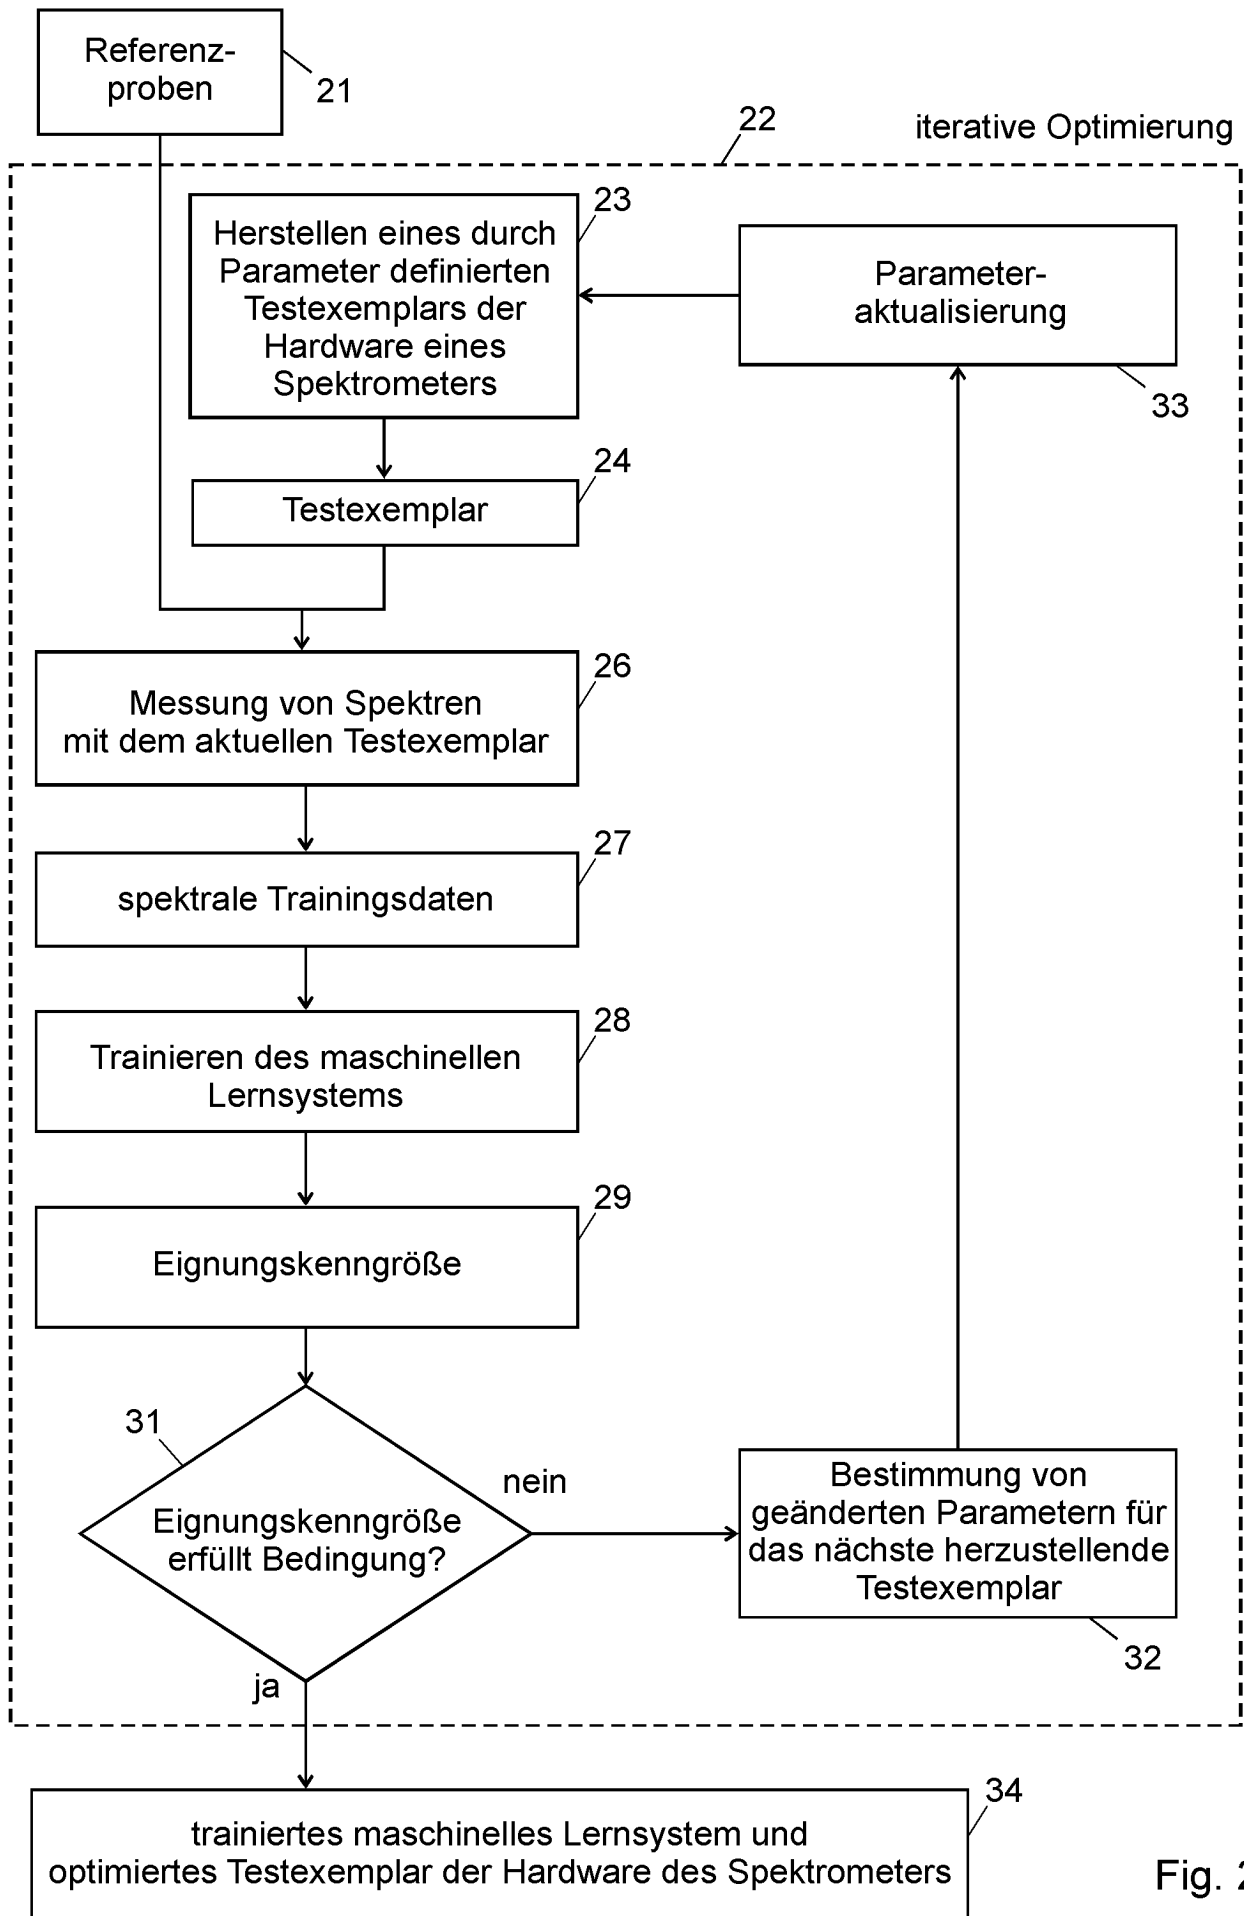 Referenz-
proben
21
22
iterative Optimierung
23
Herstellen eines durch
Parameter definierten
Testexemplars der
Hardware eines
Spektrometers
Parameter-
aktualisierung
33
24
Testexemplar
26
Messung von Spektren
mit dem aktuellen Testexemplar
27
spektrale Trainingsdaten
28
Trainieren des maschinellen
Lernsystems
29
Eignungskenngröße
31
Eignungskenngröße
erfüllt Bedingung?
nein
ja
Bestimmung von
geänderten Parametern für
das nächste herzustellende
Testexemplar
32
34
trainiertes maschinelles Lernsystem und
optimiertes Testexemplar der Hardware des Spektrometers
Fig.